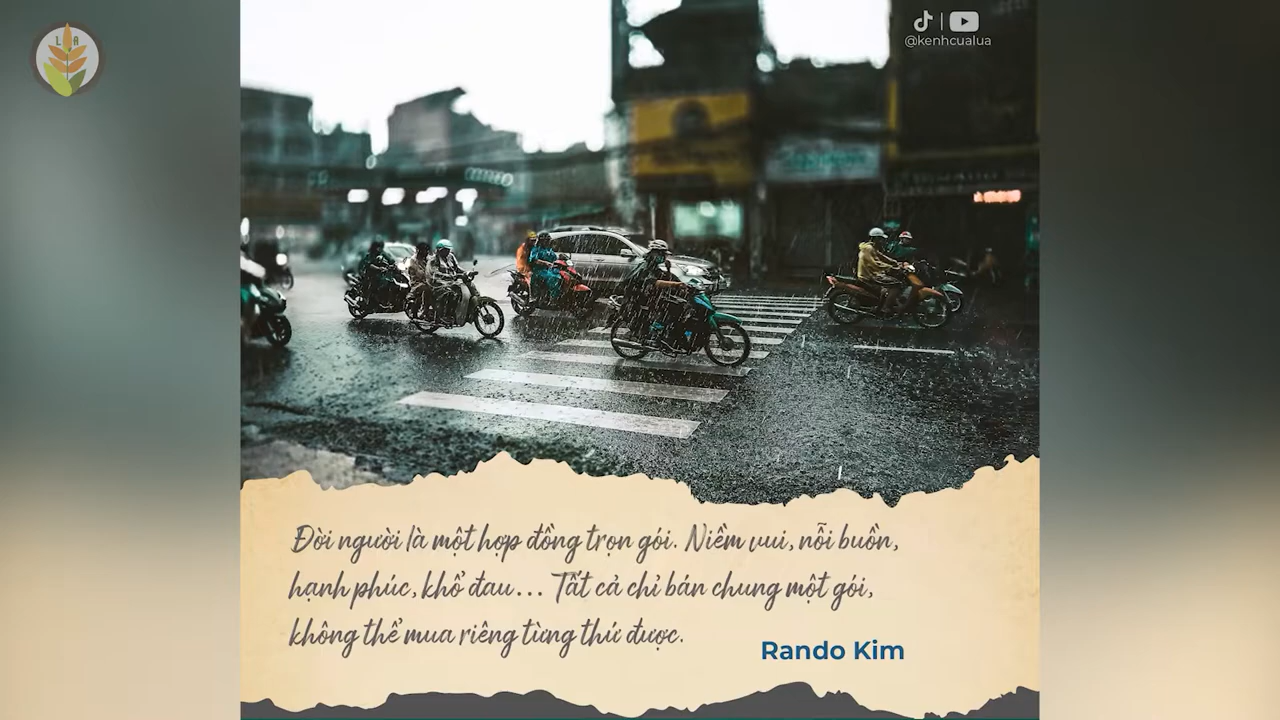 L A
@kenhcualua
Đời người là một hợp đồng trọn gói. Niềm vui, nỗi buồn,
hạnh phúc, khổ đau... Tất cả chỉ bán chung một gói,
không thể mua riêng từng thứ được.
Rando Kim